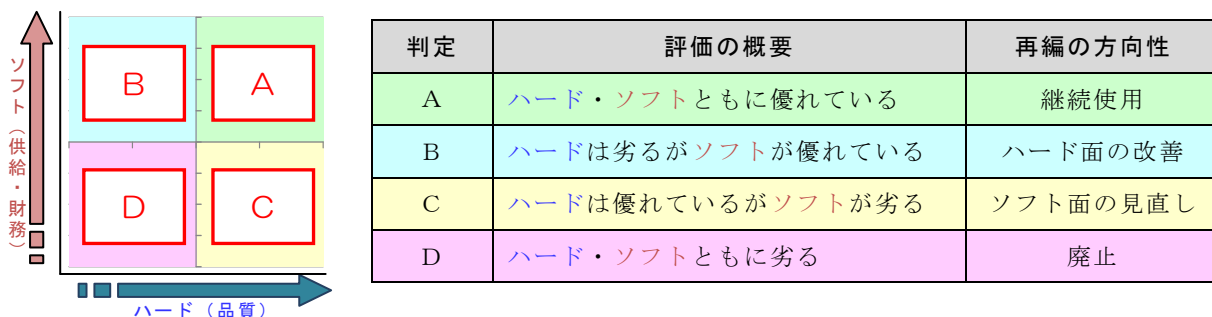 ソフト（供給・財務）
B
A
D
C
ハード（品質）
判定 評価の概要 再編の方向性
A ハード・ソフトともに優れている 継続使用
B ハードは劣るがソフトが優れている ハード面の改善
C ハードは優れているがソフトが劣る ソフト面の見直し
D ハード・ソフトともに劣る 廃止